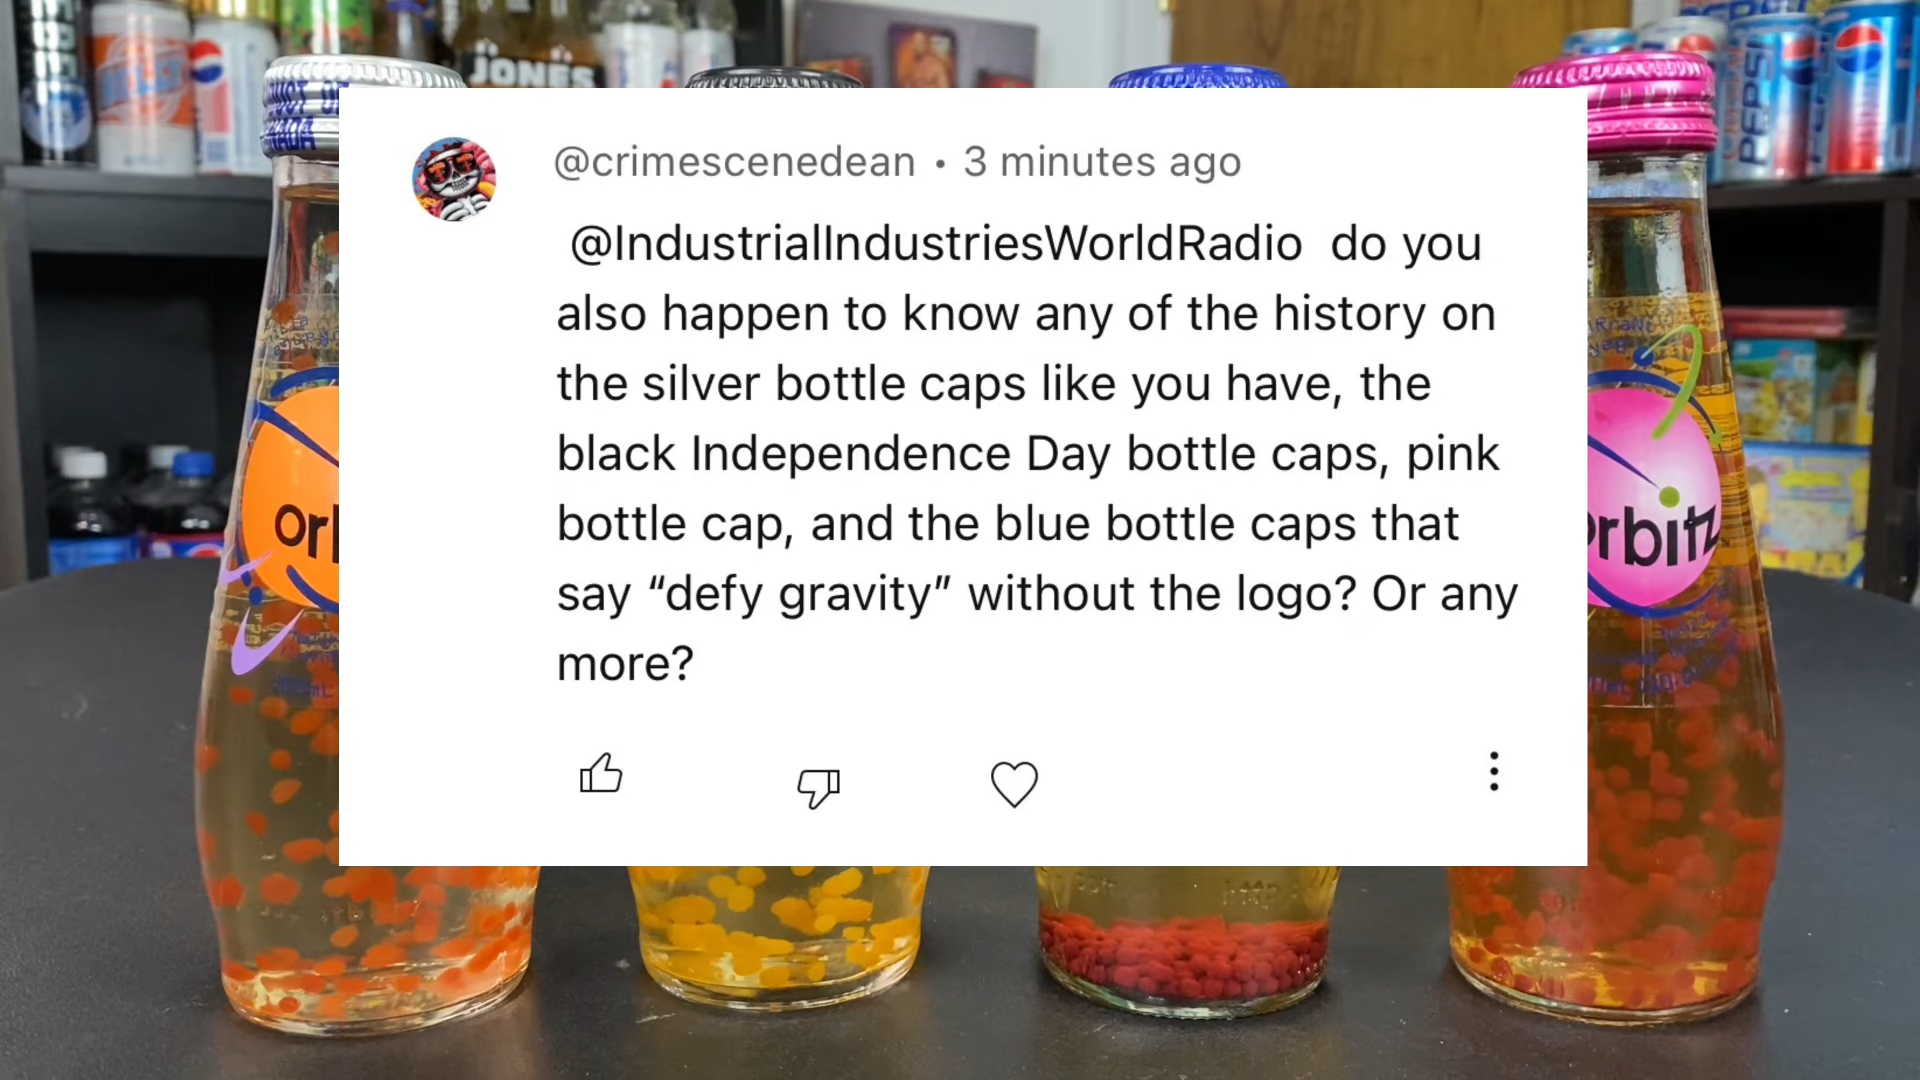 JONES
@crimescenedean • 3 minutes ago
@IndustrialIndustriesWorldRadio do you
also happen to know any of the history on
the silver bottle caps like you have, the
black Independence Day bottle caps, pink
bottle cap, and the blue bottle caps that
say “defy gravity” without the logo? Or any
more?
PEPSI
orbitz